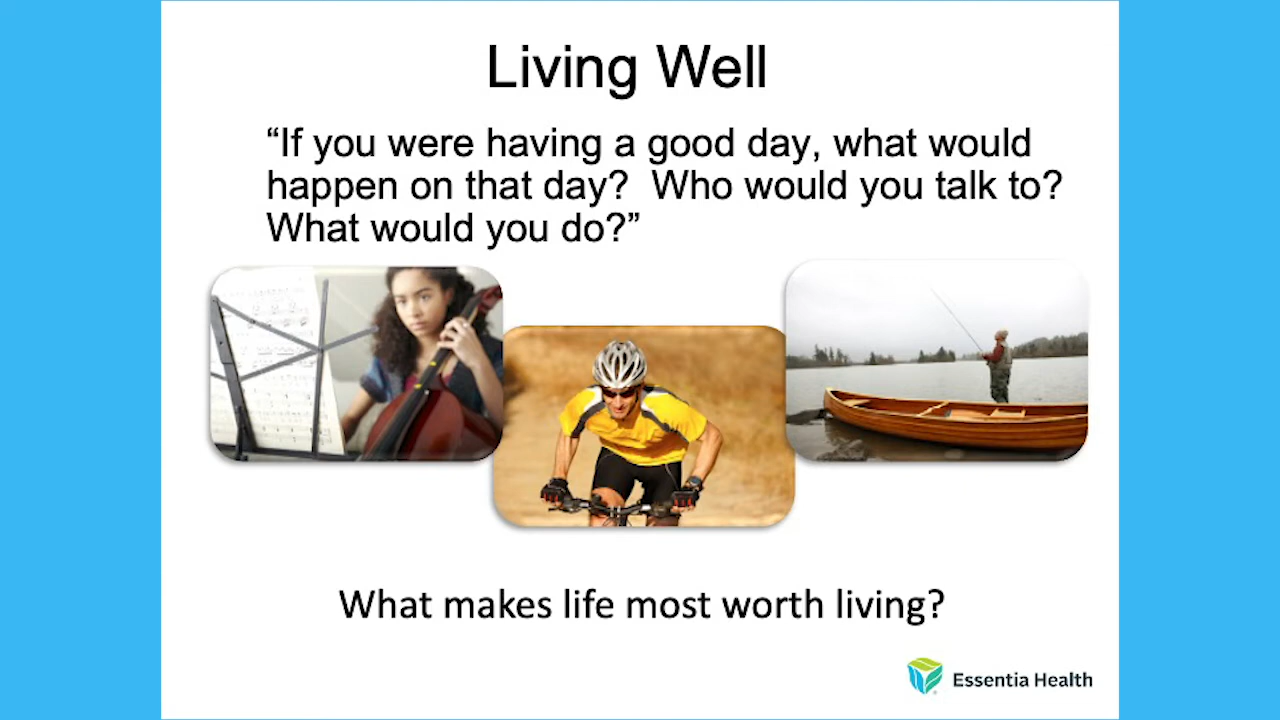 Living Well
“If you were having a good day, what would
happen on that day?  Who would you talk to?
What would you do?”
What makes life most worth living?
Essentia Health